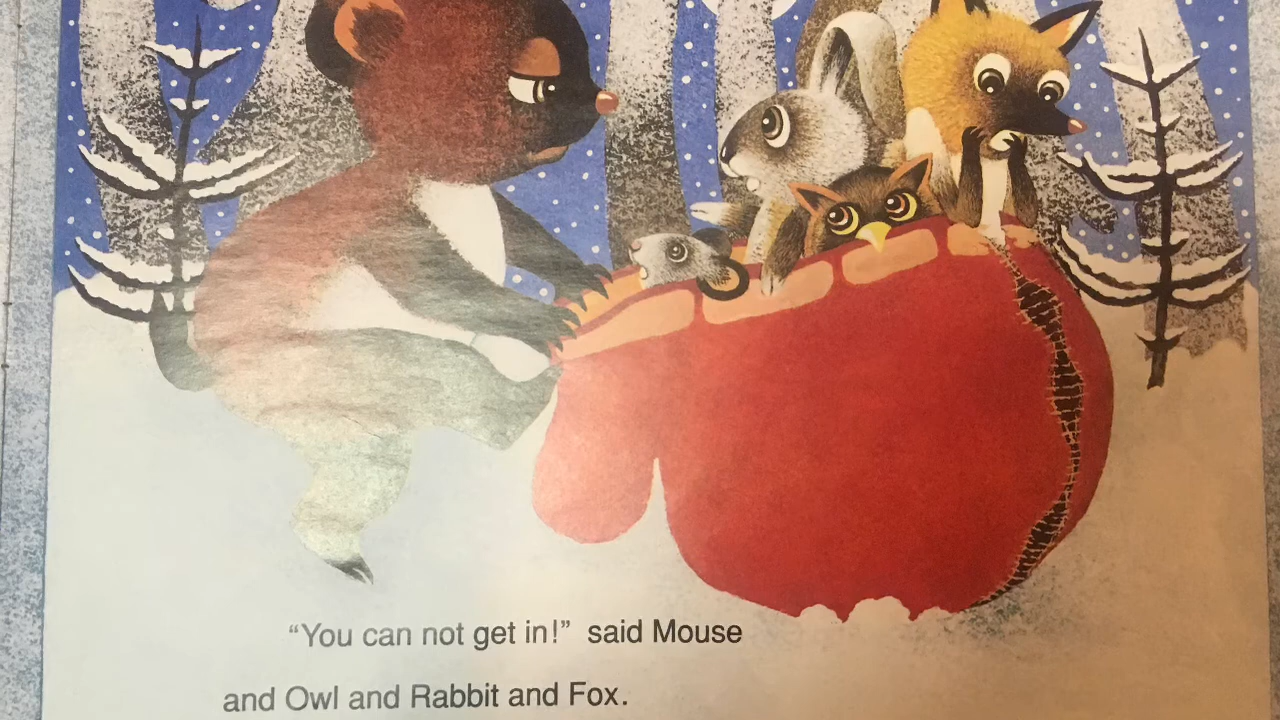 “You can not get in!” said Mouse
and Owl and Rabbit and Fox.